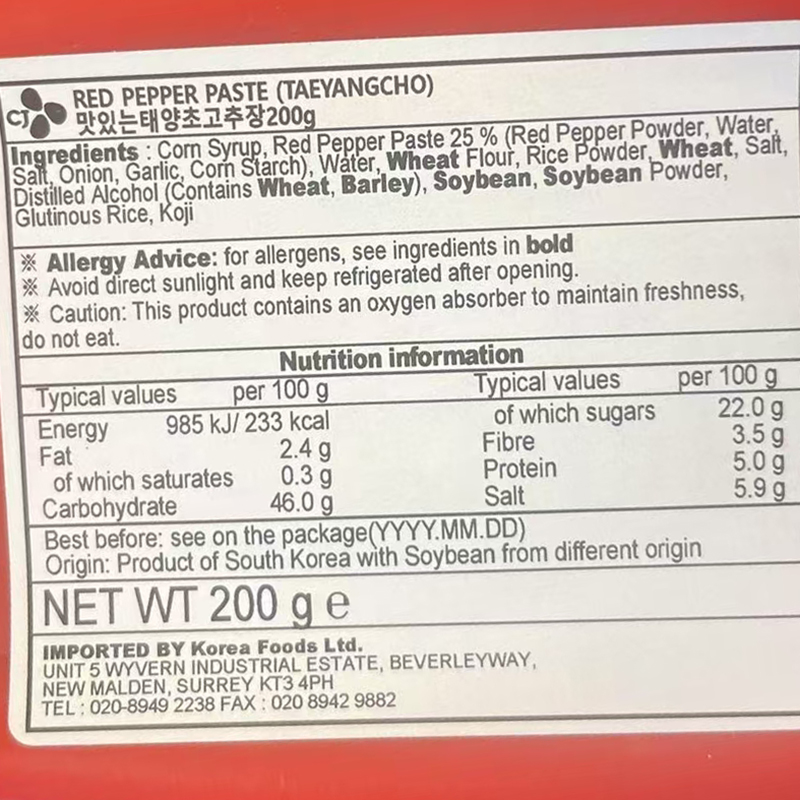 CJ
RED PEPPER PASTE (TAEYANGCHO)
맛있는태양초고추장200g
Ingredients : Corn Syrup, Red Pepper Paste 25 % (Red Pepper Powder, Water,
Salt, Onion, Garlic, Corn Starch), Water, Wheat Flour, Rice Powder, Wheat, Salt,
Distilled Alcohol (Contains Wheat, Barley), Soybean, Soybean Powder,
Glutinous Rice, Koji
※ Allergy Advice: for allergens, see ingredients in bold
※ Avoid direct sunlight and keep refrigerated after opening.
※ Caution: This product contains an oxygen absorber to maintain freshness,
do not eat.
Nutrition information
Typical values per 100 g Typical values per 100 g
Energy 985 kJ/ 233 kcal of which sugars 22.0 g
Fat 2.4 g Fibre 3.5 g
of which saturates 0.3 g Protein 5.0 g
Carbohydrate 46.0 g Salt 5.9 g
Best before: see on the package(YYYY.MM.DD)
Origin: Product of South Korea with Soybean from different origin
NET WT 200 g ℮
IMPORTED BY Korea Foods Ltd.
UNIT 5 WYVERN INDUSTRIAL ESTATE, BEVERLEYWAY,
NEW MALDEN, SURREY KT3 4PH
TEL : 020-8949 2238 FAX : 020 8942 9882